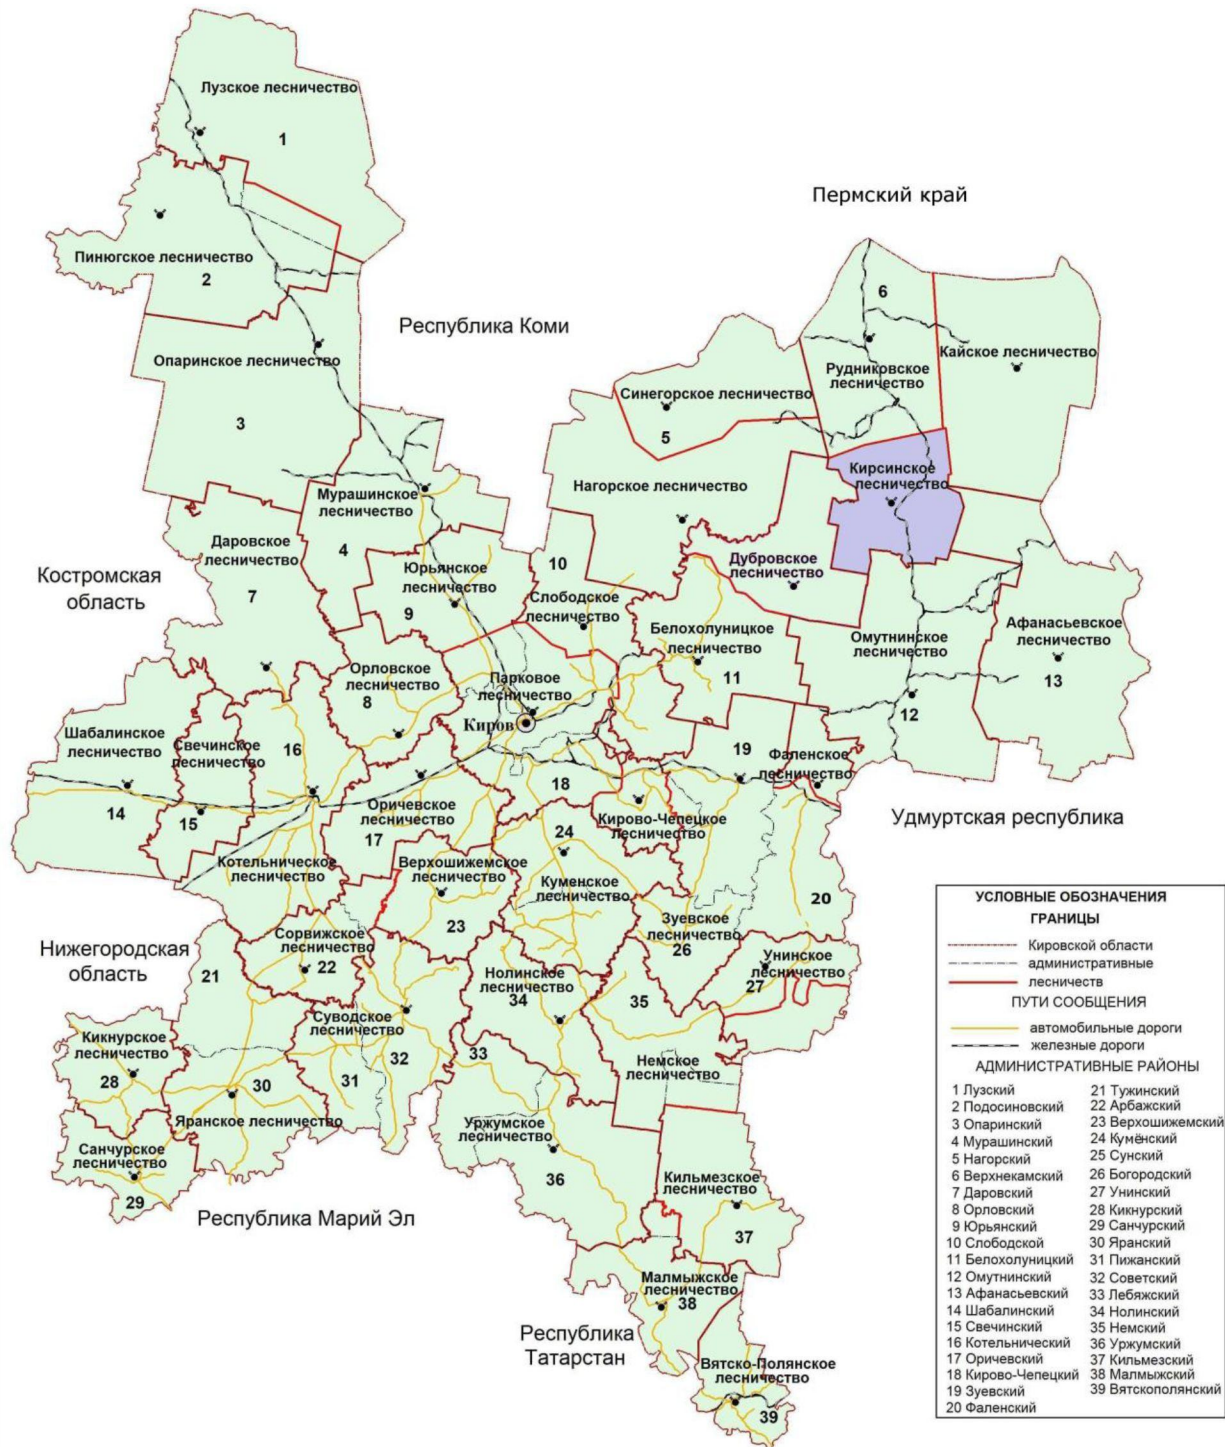 Лузское лесничество
1
Пермский край
Пинюгское лесничество
2
6
Республика Коми
Опаринское лесничество
3
Кайское лесничество
Рудниковское
лесничество
Синегорское лесничество
5
Кирсинское
лесничество
Нагорское лесничество
Мурашинское
лесничество
4
Даровское
лесничество
7
Костромская
область
Юрьянское
лесничество
9
10
Слободское
лесничество
Дубровское
лесничество
Белохолуницкое
лесничество
11
Омутнинское
лесничество
12
Афанасьевское
лесничество
13
Орловское
лесничество
8
Парковое
лесничество
Киров
Шабалинское
лесничество
14
Свечинское
лесничество
15
16
19
Фаленское
лесничество
18
Оричевское
лесничество
17
Кирово-Чепецкое
лесничество
Удмуртская республика
24
Котельническое
лесничество
Верхошижемское
лесничество
23
Куменское
лесничество
20
Зуевское
лесничество
26
Нижегородская
область
Сорвижское
лесничество
22
21
Унинское
лесничество
27
Нолинское
лесничество
34
35
Суводское
лесничество
32
Кикнурское
лесничество
28
33
Немское
лесничество
30
31
Яранское лесничество
Уржумское
лесничество
36
Санчурское
лесничество
29
Кильмезское
лесничество
37
Республика Марий Эл
Малмыжское
лесничество
38
Республика
Татарстан
Вятско-Полянское
лесничество
39
УСЛОВНЫЕ ОБОЗНАЧЕНИЯ
ГРАНИЦЫ
Кировской области
административные
лесничеств
ПУТИ СООБЩЕНИЯ
автомобильные дороги
железные дороги
АДМИНИСТРАТИВНЫЕ РАЙОНЫ
1 Лузский
2 Подосиновский
3 Опаринский
4 Мурашинский
5 Нагорский
6 Верхнекамский
7 Даровский
8 Орловский
9 Юрьянский
10 Слободской
11 Белохолуницкий
12 Омутнинский
13 Афанасьевский
14 Шабалинский
15 Свечинский
16 Котельнический
17 Оричевский
18 Кирово-Чепецкий
19 Зуевский
20 Фаленский
21 Тужинский
22 Арбажский
23 Верхошижемский
24 Кумёнский
25 Сунский
26 Богородский
27 Унинский
28 Кикнурский
29 Санчурский
30 Яранский
31 Пижанский
32 Советский
33 Лебяжский
34 Нолинский
35 Немский
36 Уржумский
37 Кильмезский
38 Малмыжский
39 Вятскополянский